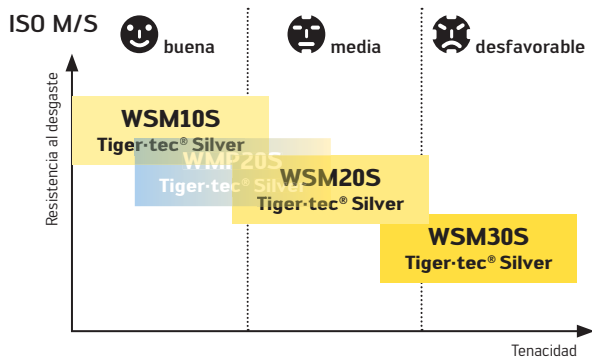 ISO M/S
buena
media
desfavorable
Resistencia al desgaste
WSM10S
Tiger·tec® Silver
WMP20S
Tiger·tec® Silver
WSM20S
Tiger·tec® Silver
WSM30S
Tiger·tec® Silver
Tenacidad